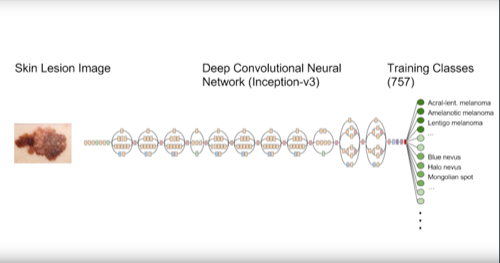 Skin Lesion Image
Deep Convolutional Neural
Network (Inception-v3)
Training Classes
(757)
Acral-lent. melanoma
Amelanotic melanoma
Lentigo melanoma
...
Blue nevus
Halo nevus
Mongolian spot
...